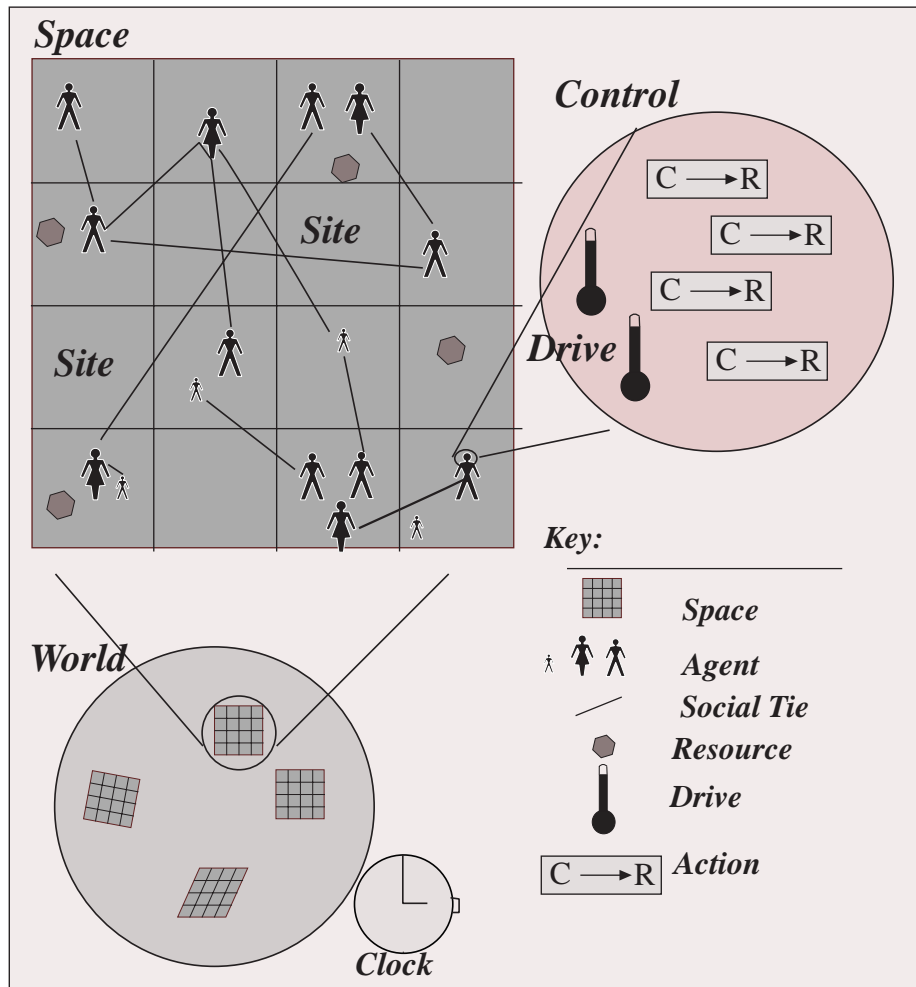 Space
Control
C → R
C → R
Site
C → R
Drive
Site
C → R
Key:
Space
World
Agent
Social Tie
Resource
Drive
C → R Action
Clock